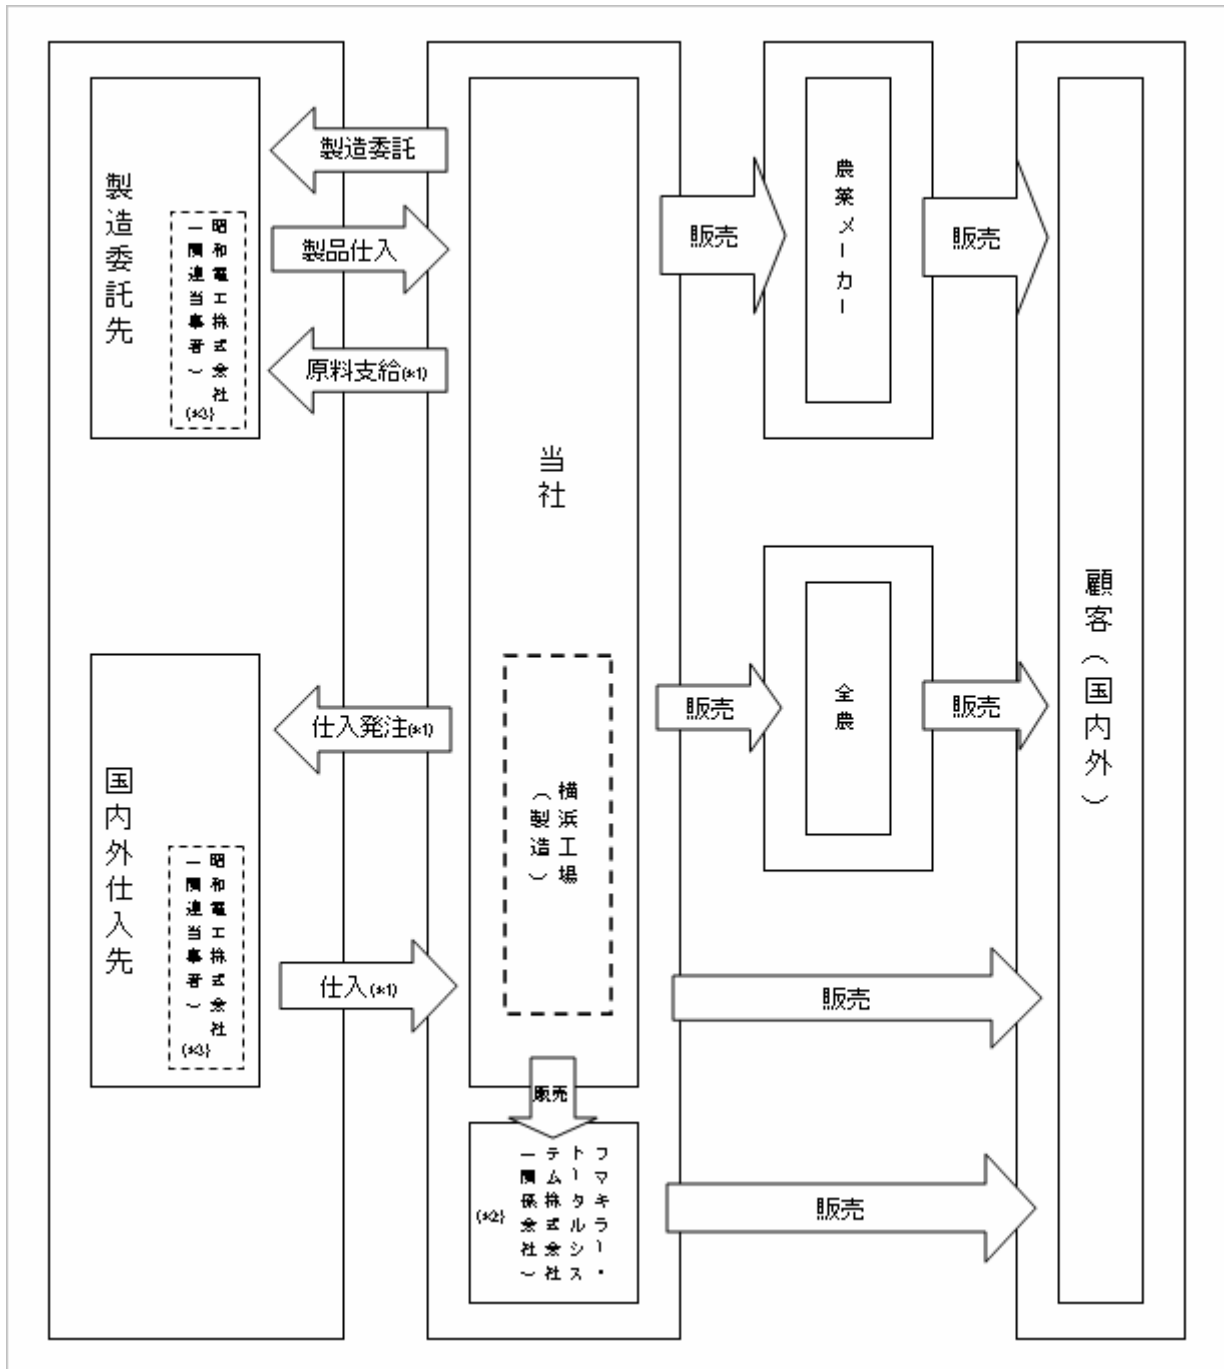 製造委託先
昭和電工株式会社
（関連当事者）
(*3)
製造委託
製品仕入
原料支給(*1)
国内外仕入先
昭和電工株式会社
（関連当事者）
(*3)
仕入発注(*1)
仕入(*1)
当社
横浜工場
（製造）
販売
フマキラー・
トータルシス
テム株式会社
（関係会社）
(*2)
販売
農薬メーカー
販売
販売
全農
販売
販売
販売
顧客（国内外）